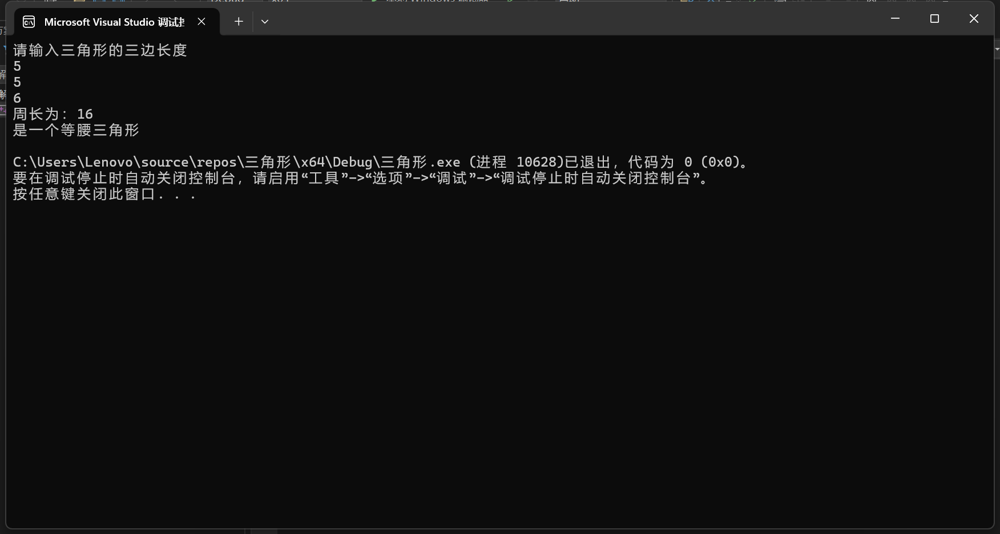 Microsoft Visual Studio 调试
请输入三角形的三边长度
5
5
6
周长为：16
是一个等腰三角形
C:\Users\Lenovo\source\repos\三角形\x64\Debug\三角形.exe (进程 10628)已退出，代码为 0 (0x0)。
要在调试停止时自动关闭控制台，请启用“工具”->“选项”->“调试”->“调试停止时自动关闭控制台”。
按任意键关闭此窗口. . .